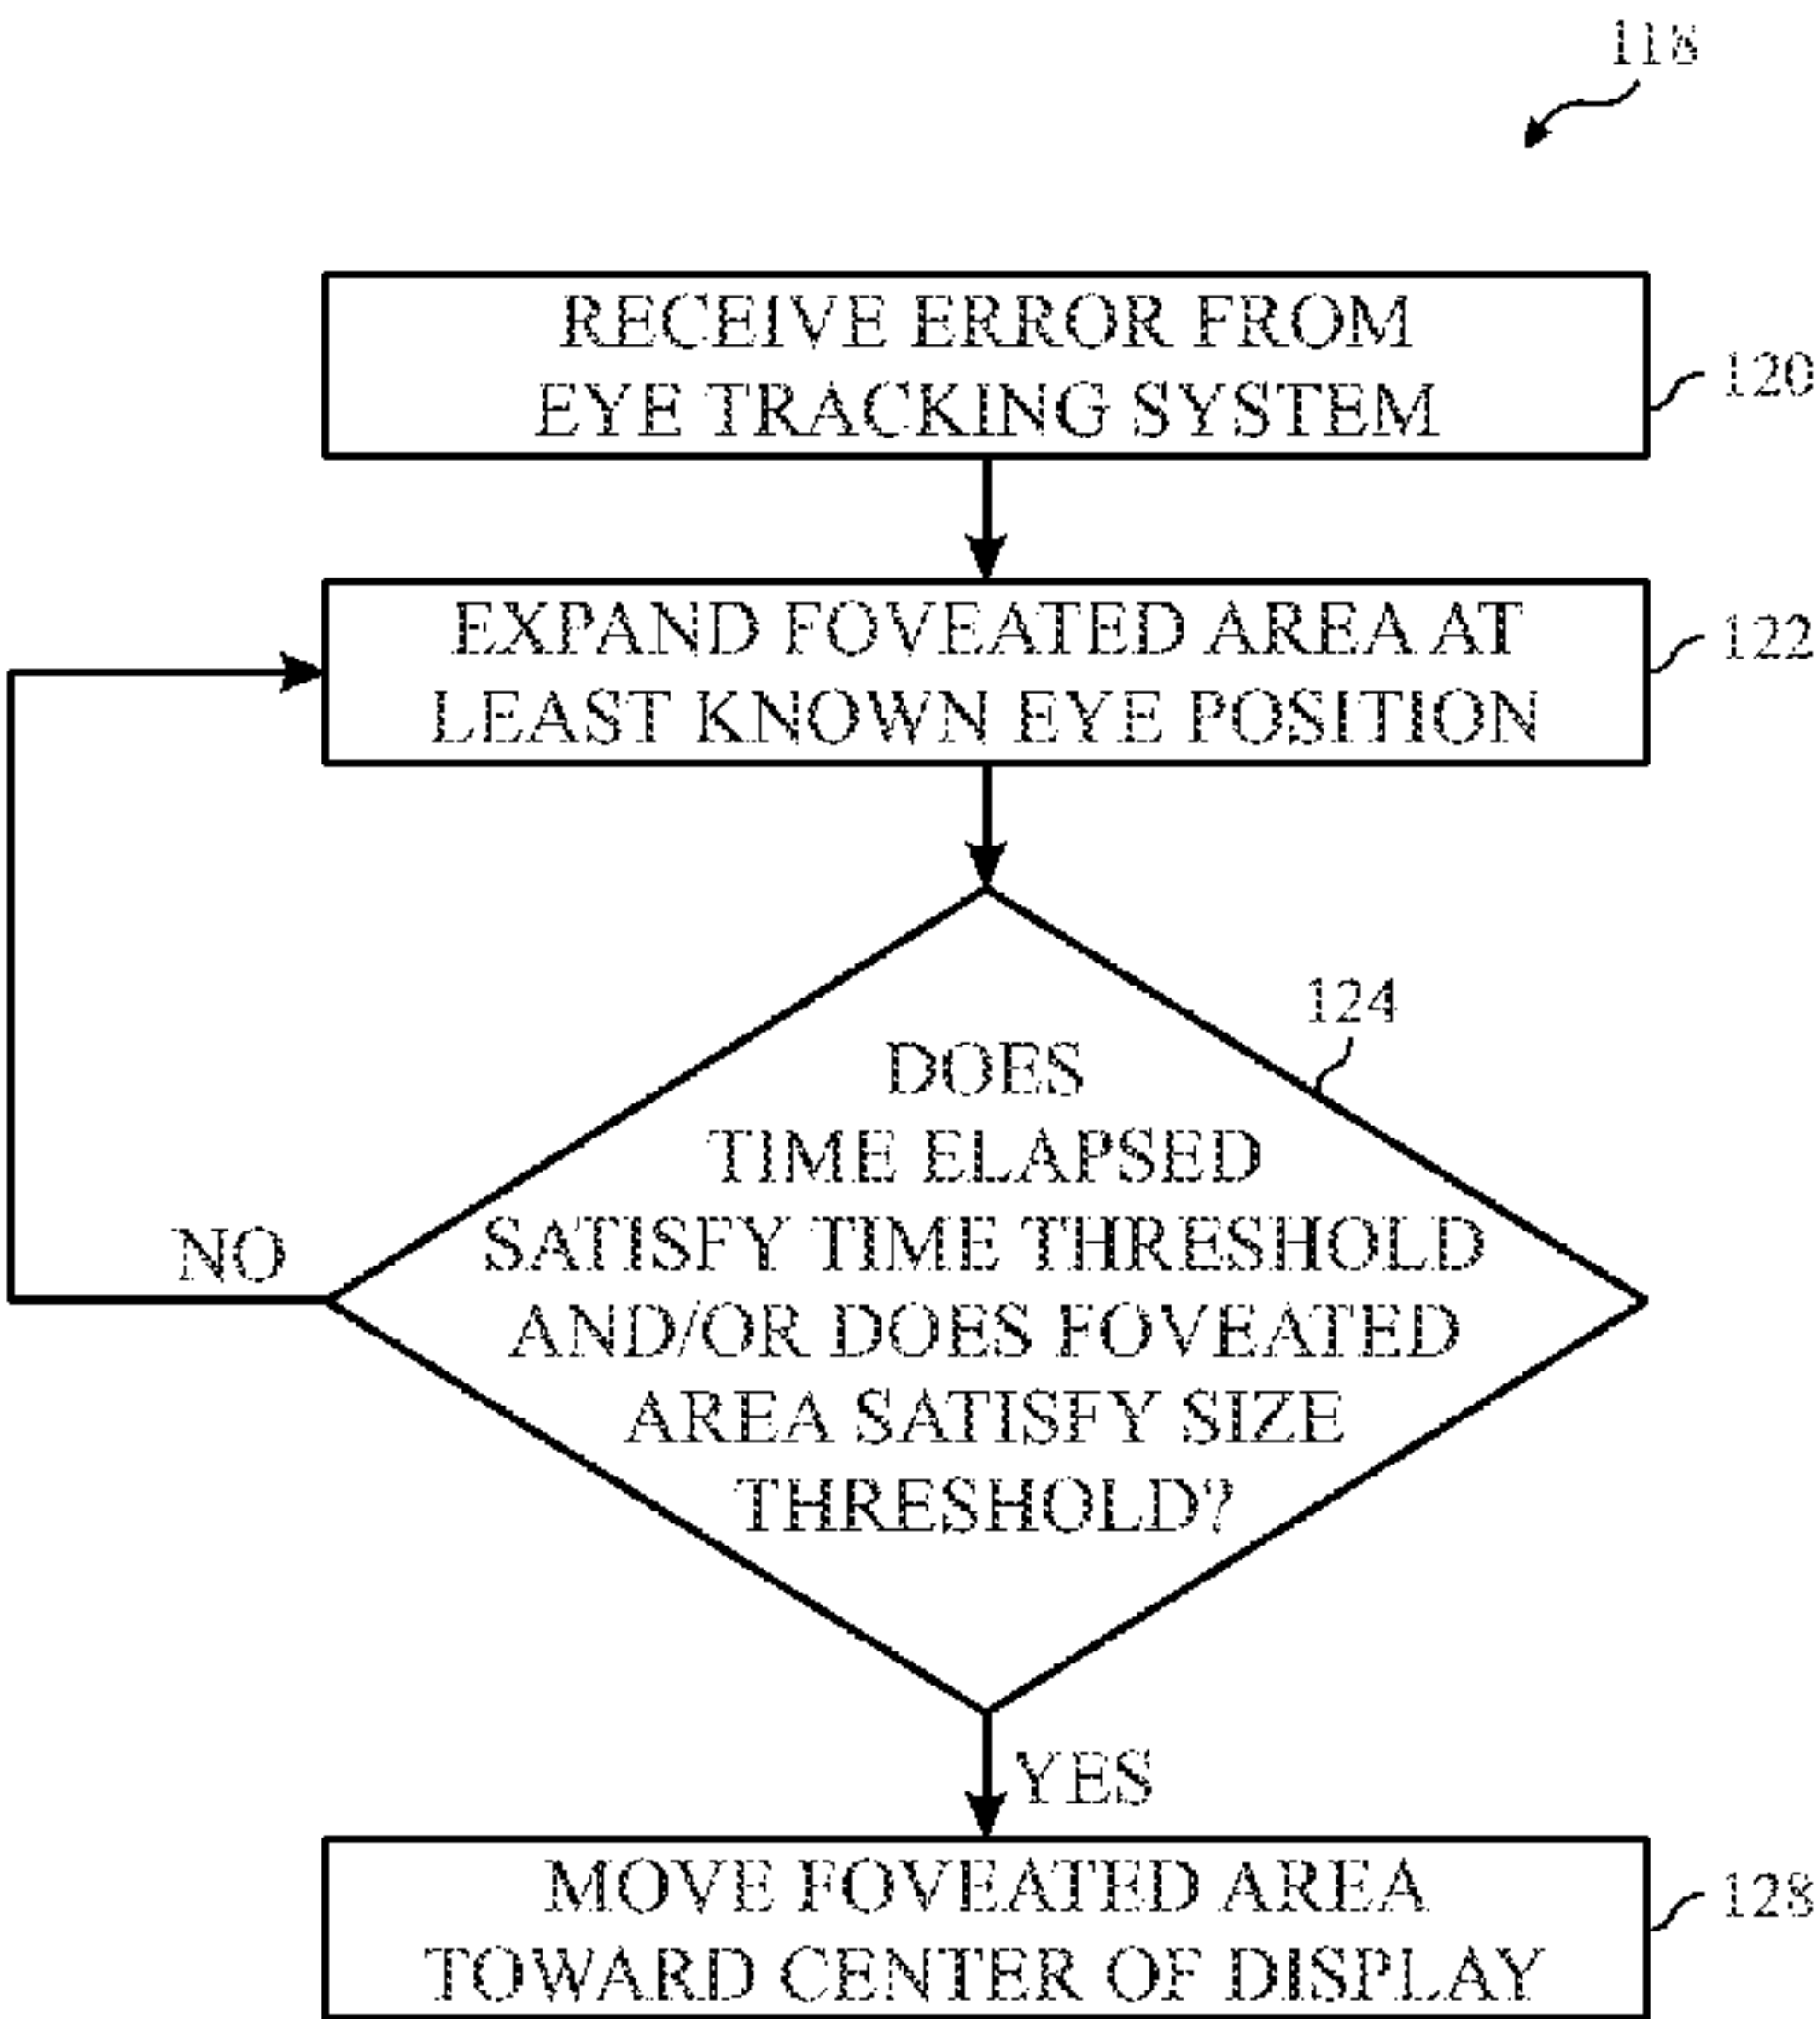 118
RECEIVE ERROR FROM
EYE TRACKING SYSTEM
120
EXPAND FOVEATED AREA AT
LEAST KNOWN EYE POSITION
122
124
DOES
TIME ELAPSED
SATISFY TIME THRESHOLD
AND/OR DOES FOVEATED
AREA SATISFY SIZE
THRESHOLD?
NO
YES
MOVE FOVEATED AREA
TOWARD CENTER OF DISPLAY
128